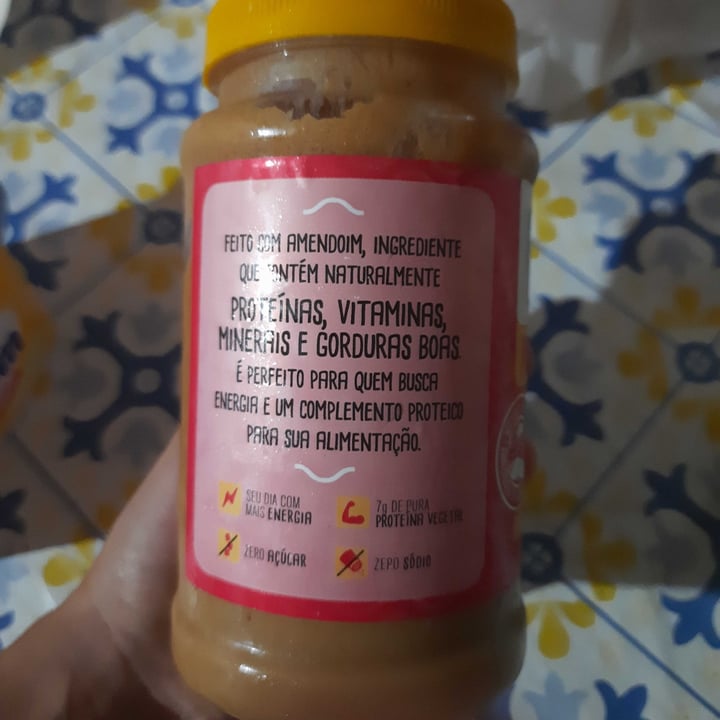 FEITO COM AMENDOIM, INGREDIENTE
QUE CONTÉM NATURALMENTE
PROTEÍNAS, VITAMINAS,
MINERAIS E GORDURAS BOAS.
É PERFEITO PARA QUEM BUSCA
ENERGIA E UM COMPLEMENTO PROTEICO
PARA SUA ALIMENTAÇÃO.
SEU DIA COM
MAIS ENERGIA
7g DE PURA
PROTEÍNA VEGETAL
ZERO AÇÚCAR
ZERO SÓDIO